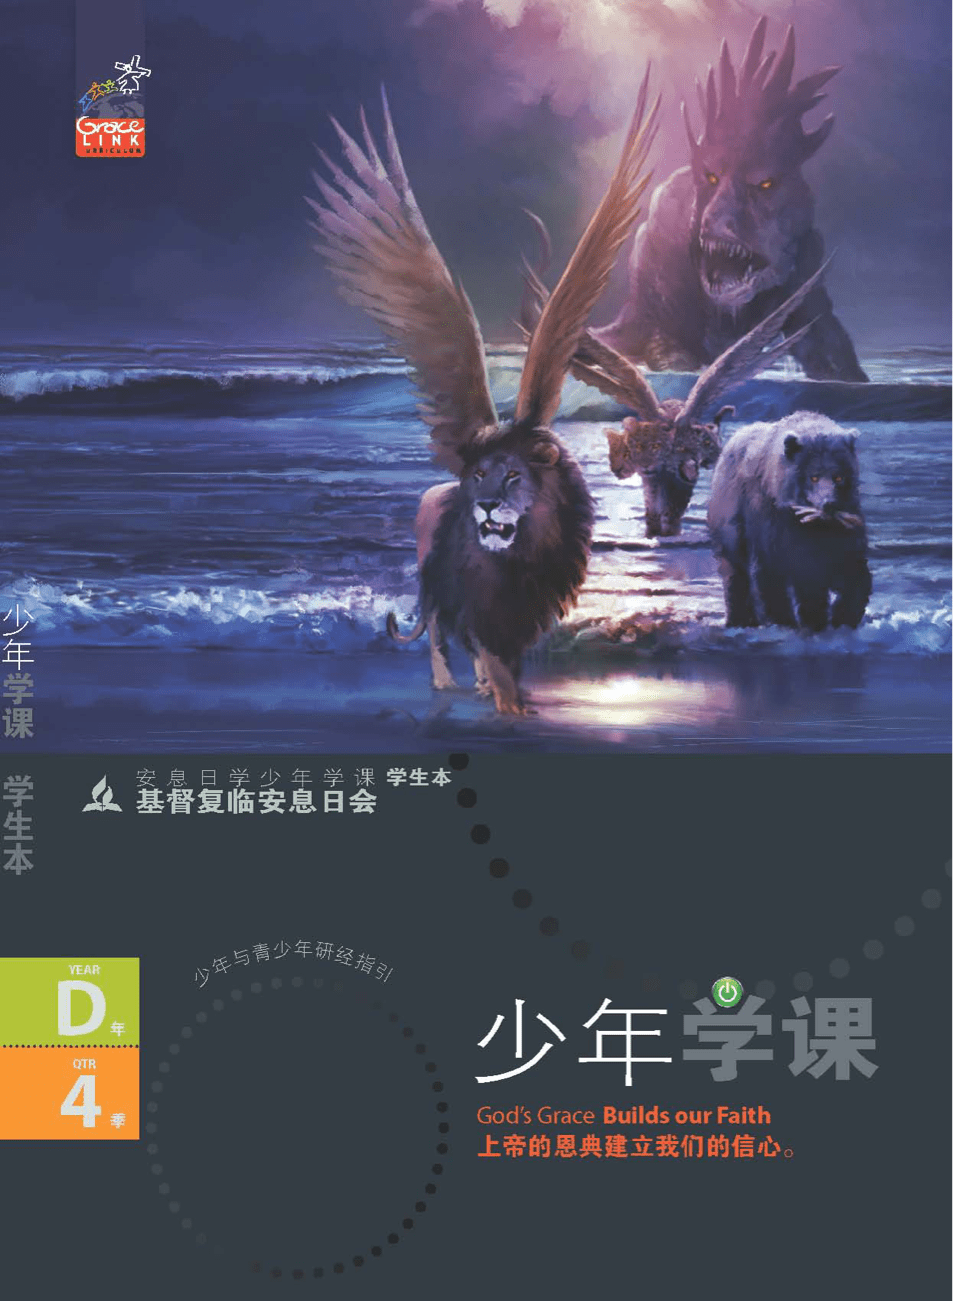 Grace
LINK
CURRICULUM
少年学课 学生本
安息日学少年学课 学生本
基督复临安息日会
少年与青少年研经指引
YEAR
D年
QTR
4季
少年学课
God's Grace Builds our Faith
上帝的恩典建立我们的信心。